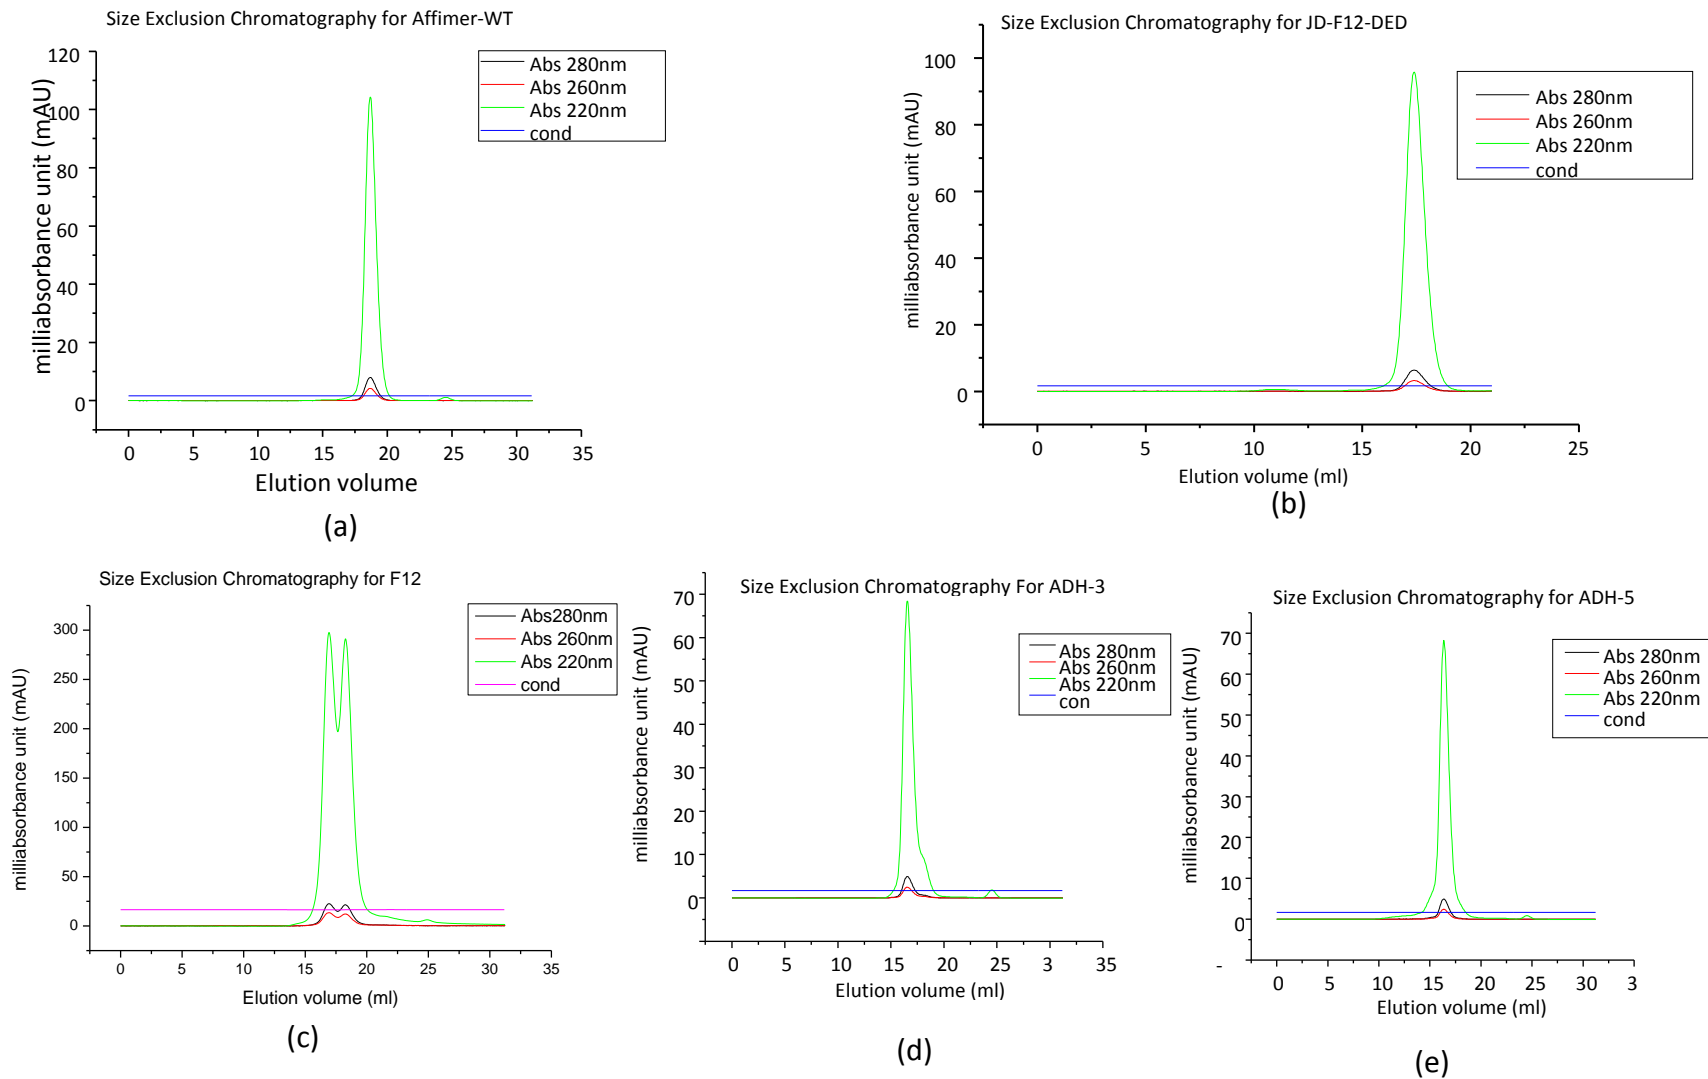 Size Exclusion Chromatography for Affimer-WT
Abs 280nm
Abs 260nm
Abs 220nm
cond
milliabsorbance unit (mAU)
120
100
80
60
40
20
0
0 5 10 15 20 25 30 35
Elution volume
(a)
Size Exclusion Chromatography for JD-F12-DED
Abs 280nm
Abs 260nm
Abs 220nm
cond
milliabsorbance unit (mAU)
100
80
60
40
20
0
0 5 10 15 20 25
Elution volume (ml)
(b)
Size Exclusion Chromatography for F12
Abs280nm
Abs 260nm
Abs 220nm
cond
milliabsorbance unit (mAU)
300
250
200
150
100
50
0
0 5 10 15 20 25 30 35
Elution volume (ml)
(c)
Size Exclusion Chromatography For ADH-3
Abs 280nm
Abs 260nm
Abs 220nm
con
milliabsorbance unit (mAU)
70
60
50
40
30
20
10
0
0 5 10 15 20 25 3 35
Elution volume (ml)
(d)
Size Exclusion Chromatography for ADH-5
Abs 280nm
Abs 260nm
Abs 220nm
cond
milliabsorbance unit (mAU)
70
60
50
40
30
20
10
0
-
0 5 10 15 20 25 30 3
Elution volume (ml)
(e)